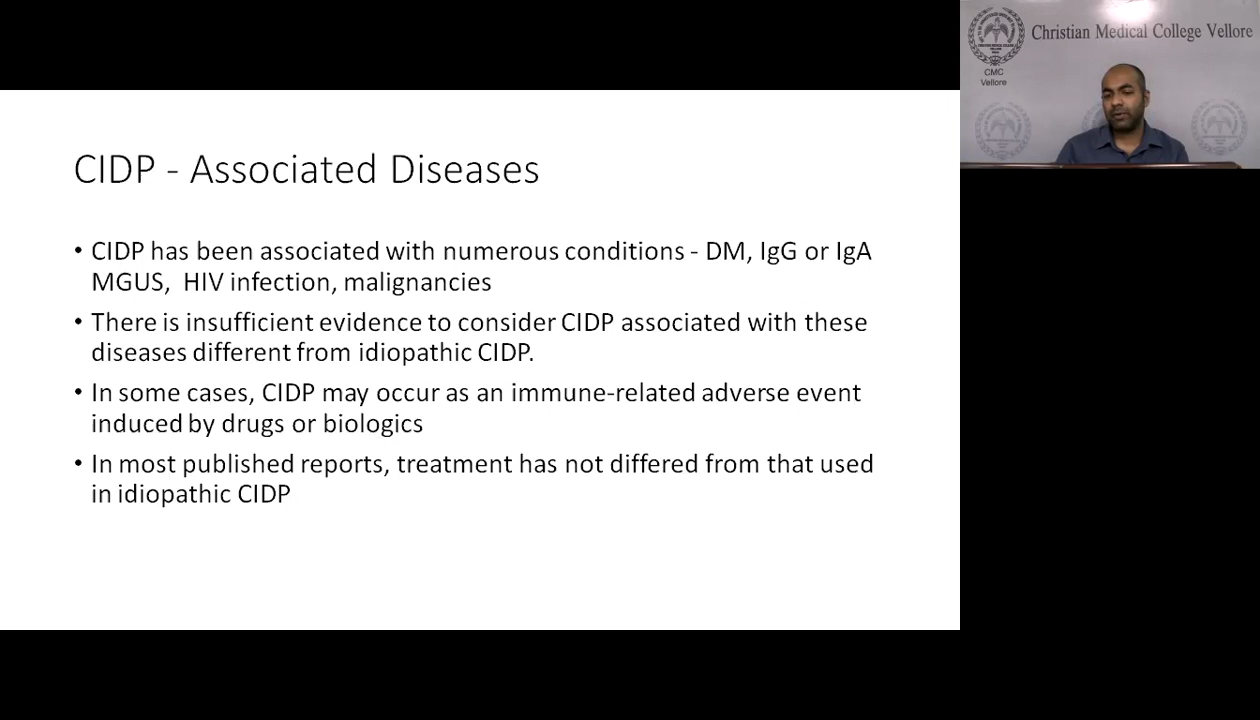 Christian Medical College Vellore
CMC
Vellore
CIDP - Associated Diseases
• CIDP has been associated with numerous conditions - DM, IgG or IgA
MGUS, HIV infection, malignancies
• There is insufficient evidence to consider CIDP associated with these
diseases different from idiopathic CIDP.
• In some cases, CIDP may occur as an immune-related adverse event
induced by drugs or biologics
• In most published reports, treatment has not differed from that used
in idiopathic CIDP